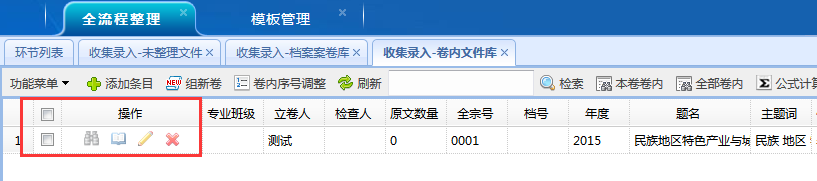 全流程整理 模板管理
环节列表 收集录入-未整理文件 收集录入-档案案卷库 收集录入-卷内文件库
功能菜单 添加条目 NEW 组新卷 卷内序号调整 刷新 检索 本卷卷内 全部卷内 Σ 公式计算
操作 专业班级 立卷人 检查人 原文数量 全宗号 档号 年度 题名 主题词
1 测试 0 0001 2015 民族地区特色产业与城 民族 地区